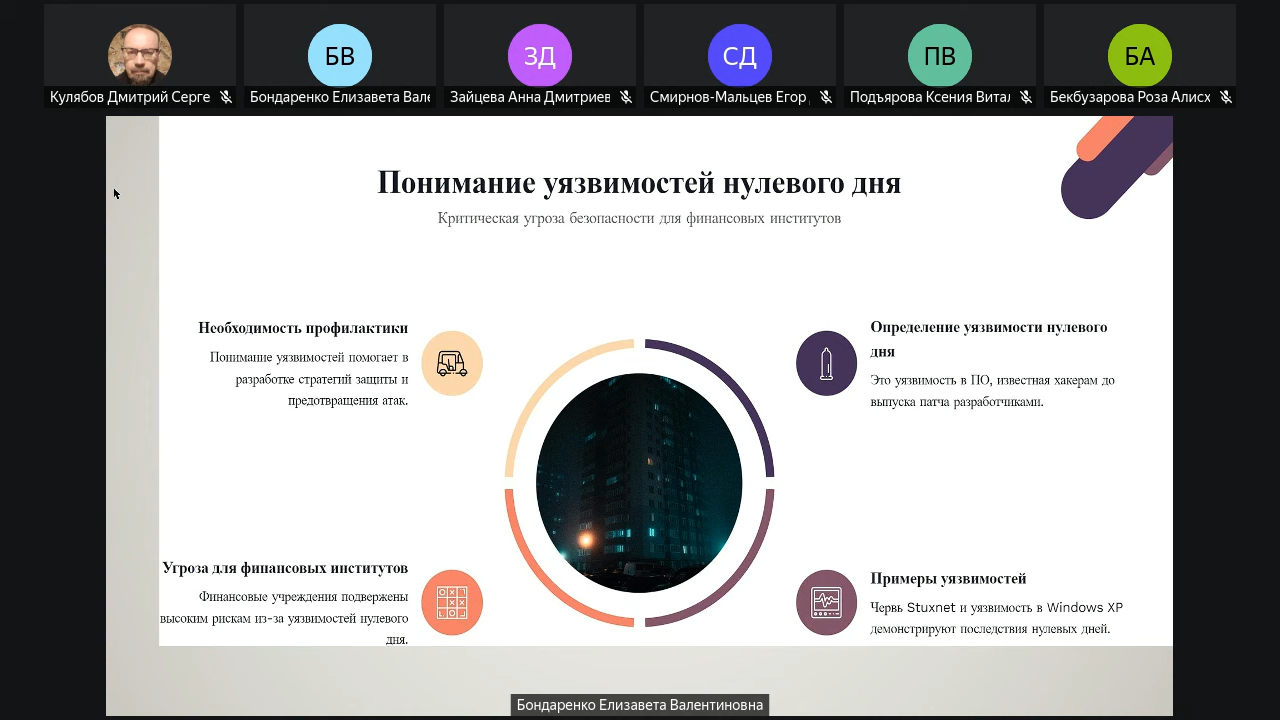 БВ
ЗД
СД
ПВ
БА
Кулябов Дмитрий Серге
Бондаренко Елизавета Вале
Зайцева Анна Дмитриев
Смирнов-Мальцев Егор
Подъярова Ксения Витал
Бекбузарова Роза Алисх
Понимание уязвимостей нулевого дня
Критическая угроза безопасности для финансовых институтов
Необходимость профилактики
Понимание уязвимостей помогает в
разработке стратегий защиты и
предотвращения атак.
Определение уязвимости нулевого
дня
Это уязвимость в ПО, известная хакерам до
выпуска патча разработчиками.
Угроза для финансовых институтов
Финансовые учреждения подвержены
высоким рискам из-за уязвимостей нулевого
дня.
Примеры уязвимостей
Червь Stuxnet и уязвимость в Windows XP
демонстрируют последствия нулевых дней.
Бондаренко Елизавета Валентиновна